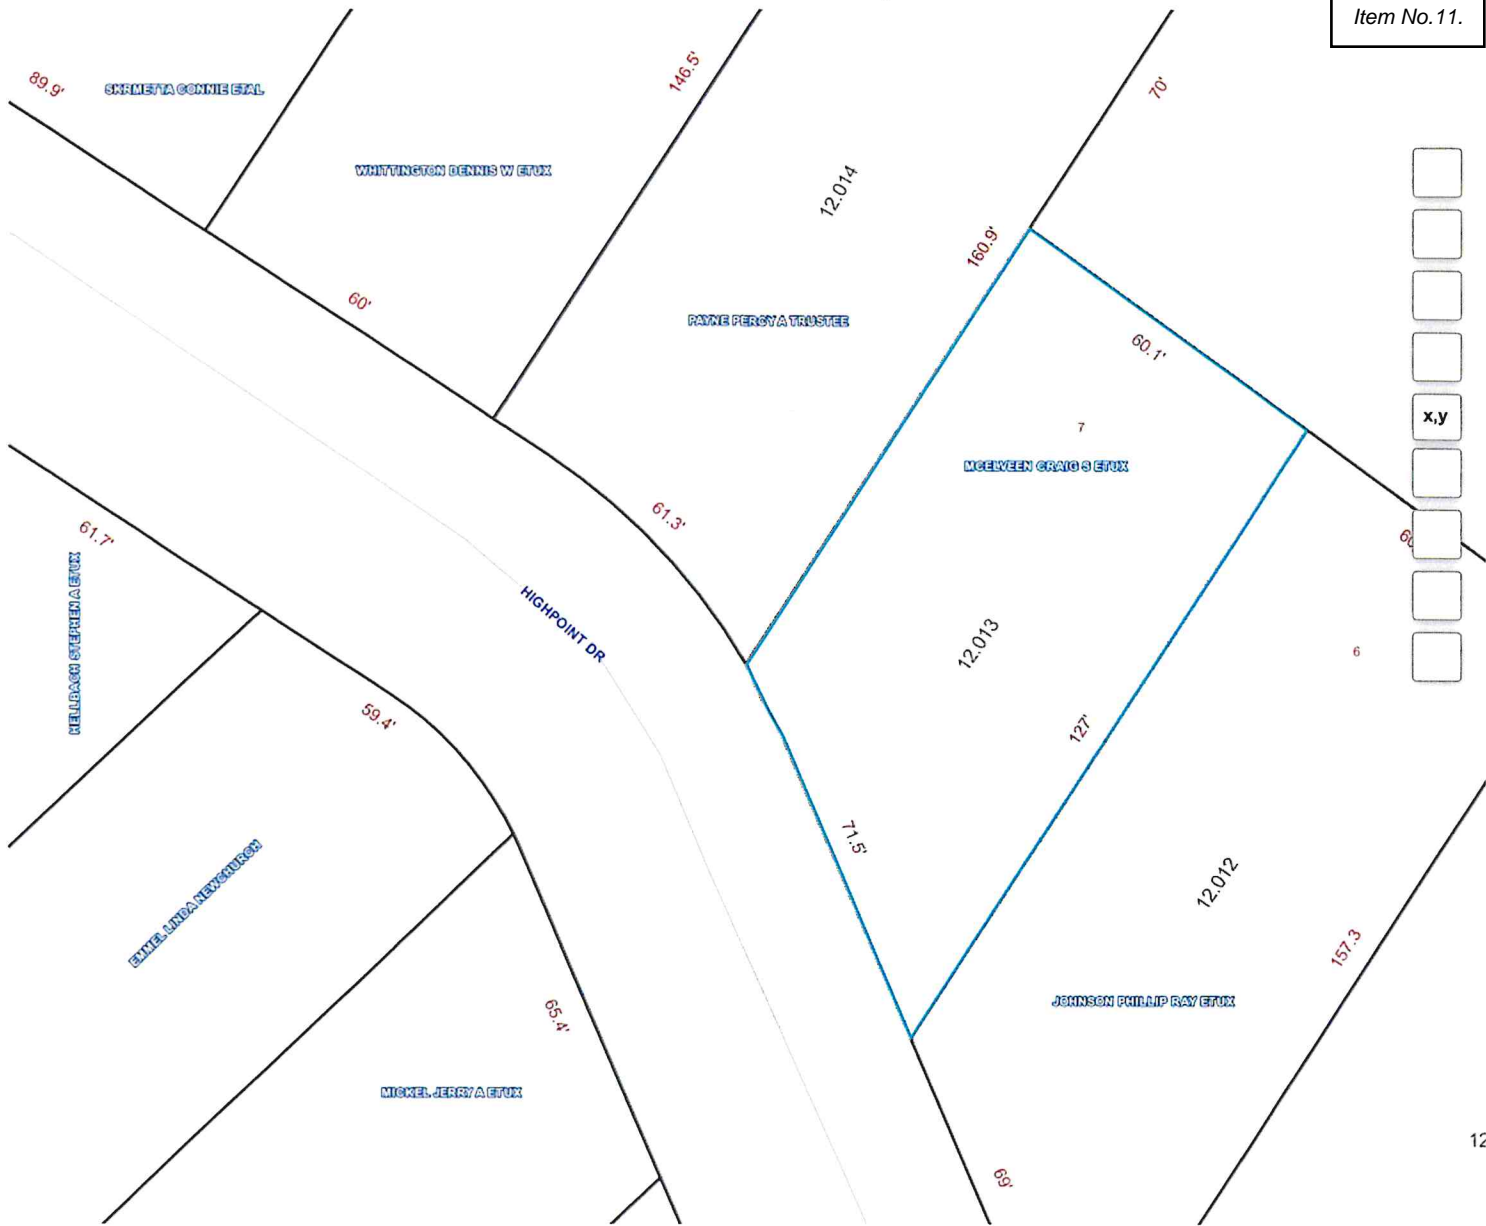 Item No.11.
89.9'
SKRMETTA CONNIE ETAL
146.5'
70'
WHITTINGTON DENNIS W ETUX
12.014
160.9'
60'
PAYNE PERCY A TRUSTEE
60.1'
x,y
7
MCELVEEN CRAIG S ETUX
61.3'
61.7'
HELLBACH STEPHEN A ETUX
HIGHPOINT DR
12.013
6
59.4'
127'
71.5'
12.012
EMMEL LINDA NEWCHURCH
157.3
JOHNSON PHILLIP RAY ETUX
65.4'
MICKEL JERRY A ETUX
12
69'